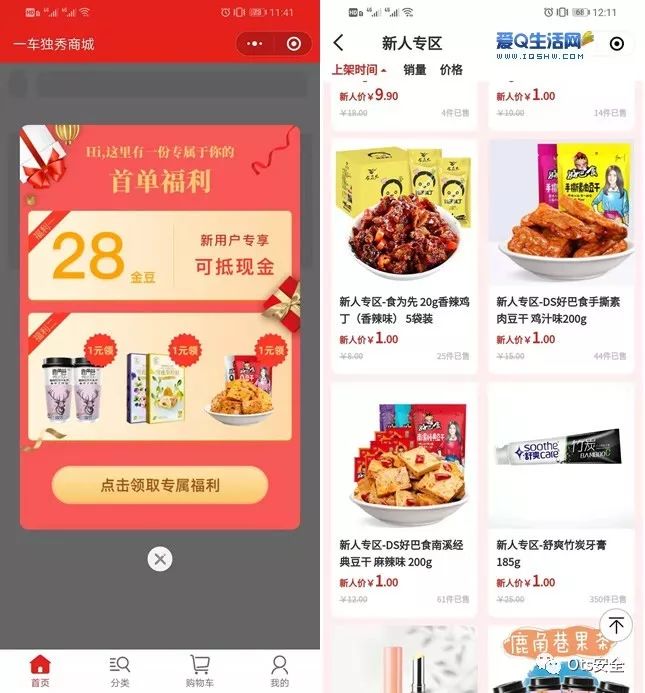 11:41
一车独秀商城
Hi,这里有一份专属于你的
首单福利
福利一
28金豆
新用户专享
可抵现金
福利二
1元领
1元领
1元领
点击领取专属福利
首页
分类
购物车
我的
12:11
新人专区
爱Q生活网
www.iqshw.com
上架时间
销量
价格
新人价¥9.90
¥18.00
4件已售
新人价¥1.00
¥10.00
14件已售
新人专区-食为先 20g香辣鸡
丁（香辣味） 5袋装
新人价¥1.00
¥8.00
25件已售
新人专区-DS好巴食手撕素
肉豆干 鸡汁味200g
新人价¥1.00
¥15.00
44件已售
新人专区-DS好巴食南溪经
典豆干 麻辣味 200g
新人价¥1.00
¥12.00
61件已售
soothe
舒爽care
竹炭
BAMBOO
新人专区-舒爽竹炭牙膏
185g
新人价¥1.00
¥25.00
350件已售
鹿角巷果茶
Ots安全